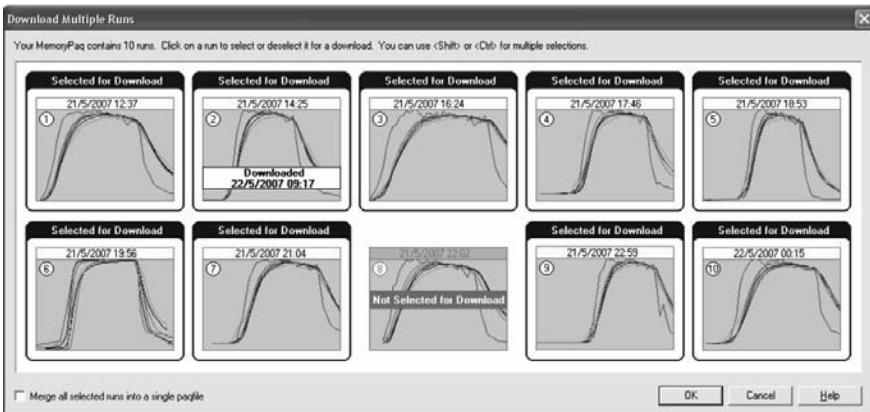 Download Multiple Runs
Your MemoryPaq contains 10 runs. Click on a run to select or deselect it for a download. You can use <Shift> or <Ctrl> for multiple selections.
Selected for Download
21/5/2007 12:37
1
Selected for Download
21/5/2007 14:25
2
Downloaded
22/5/2007 09:17
Selected for Download
21/5/2007 16:24
3
Selected for Download
21/5/2007 17:46
4
Selected for Download
21/5/2007 18:53
5
Selected for Download
21/5/2007 19:56
6
Selected for Download
21/5/2007 21:04
7
21/5/2007 22:02
8
Not Selected for Download
Selected for Download
21/5/2007 22:59
9
Selected for Download
22/5/2007 00:15
10
Merge all selected runs into a single paqfile
OK
Cancel
Help